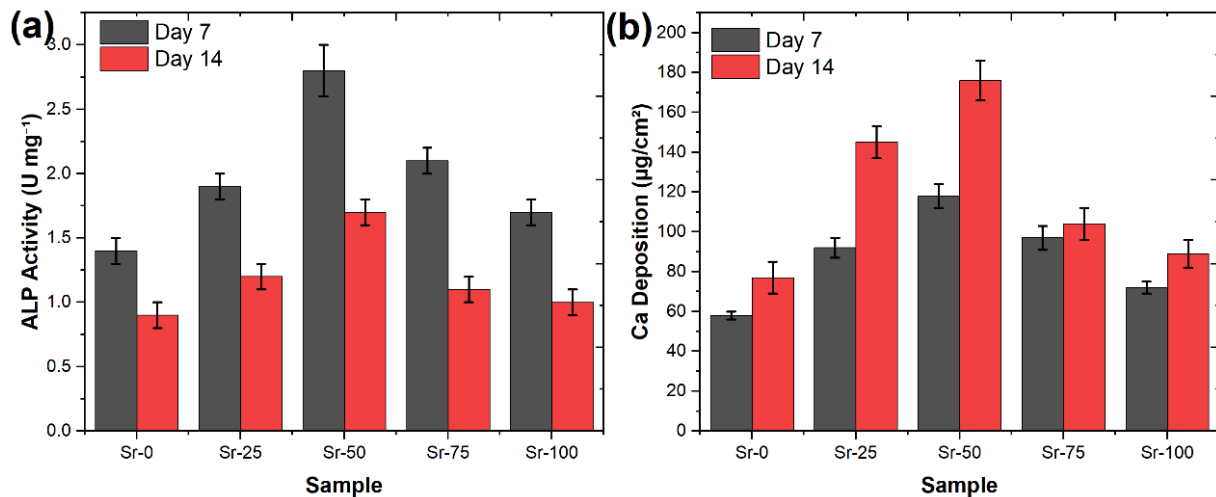 (a)
Day 7
Day 14
ALP Activity (U mg⁻¹)
3.0
2.5
2.0
1.5
1.0
0.5
0.0
Sr-0 Sr-25 Sr-50 Sr-75 Sr-100
Sample
(b)
Day 7
Day 14
Ca Deposition (µg/cm²)
200
180
160
140
120
100
80
60
40
20
0
Sr-0 Sr-25 Sr-50 Sr-75 Sr-100
Sample